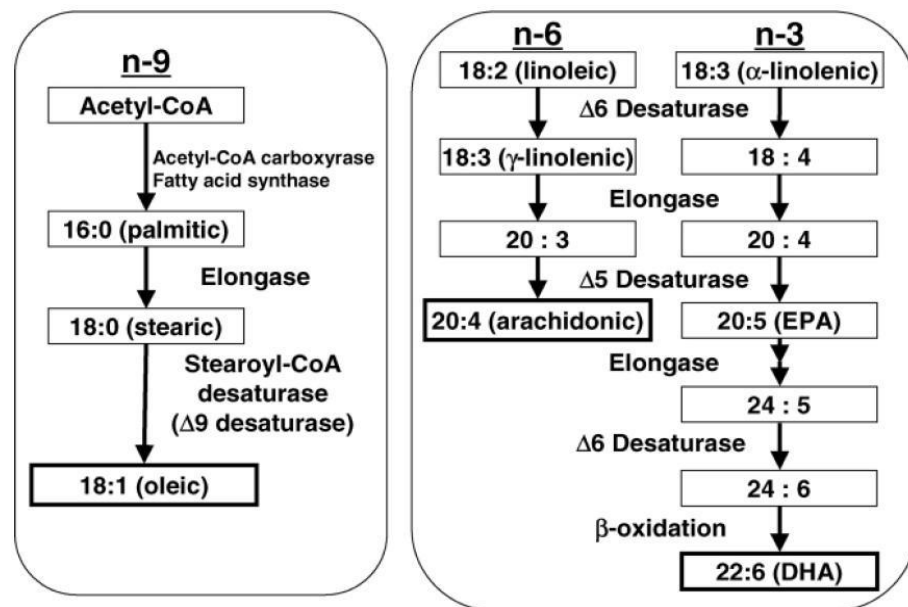 n-9
Acetyl-CoA
Acetyl-CoA carboxyrase
Fatty acid synthase
16:0 (palmitic)
Elongase
18:0 (stearic)
Stearoyl-CoA
desaturase
(Δ9 desaturase)
18:1 (oleic)
n-6
n-3
18:2 (linoleic)
18:3 (α-linolenic)
Δ6 Desaturase
18:3 (γ-linolenic)
18 : 4
Elongase
20 : 3
20 : 4
Δ5 Desaturase
20:4 (arachidonic)
20:5 (EPA)
Elongase
24 : 5
Δ6 Desaturase
24 : 6
β-oxidation
22:6 (DHA)